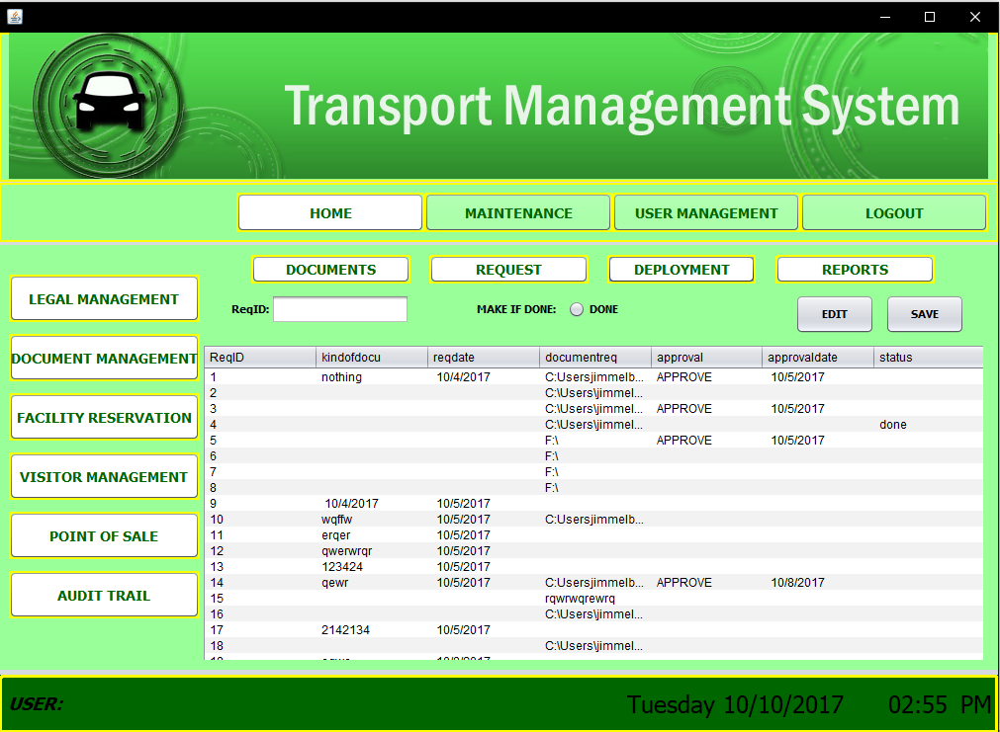 Transport Management System
HOME MAINTENANCE USER MANAGEMENT LOGOUT
DOCUMENTS REQUEST DEPLOYMENT REPORTS
LEGAL MANAGEMENT
DOCUMENT MANAGEMENT
FACILITY RESERVATION
VISITOR MANAGEMENT
POINT OF SALE
AUDIT TRAIL
ReqID: MAKE IF DONE: DONE EDIT SAVE
ReqID kindofdocu reqdate documentreq approval approvaldate status
1 nothing 10/4/2017 C:Usersjimmelb... APPROVE 10/5/2017
2 C:\Users\jimmel...
3 C:\Users\jimmel... APPROVE 10/5/2017
4 C:\Users\jimmel... done
5 F:\ APPROVE 10/5/2017
6 F:\
7 F:\
8 F:\
9 10/4/2017 10/5/2017
10 wqffw 10/5/2017 C:Usersjimmelb...
11 erqer 10/5/2017
12 qwerwrqr 10/5/2017
13 123424 10/5/2017
14 qewr 10/5/2017 C:Usersjimmelb... APPROVE 10/8/2017
15 rqwrwqrewrq
16 C:\Users\jimmel...
17 2142134 10/5/2017
18 C:\Users\jimmel...
USER: Tuesday 10/10/2017 02:55 PM